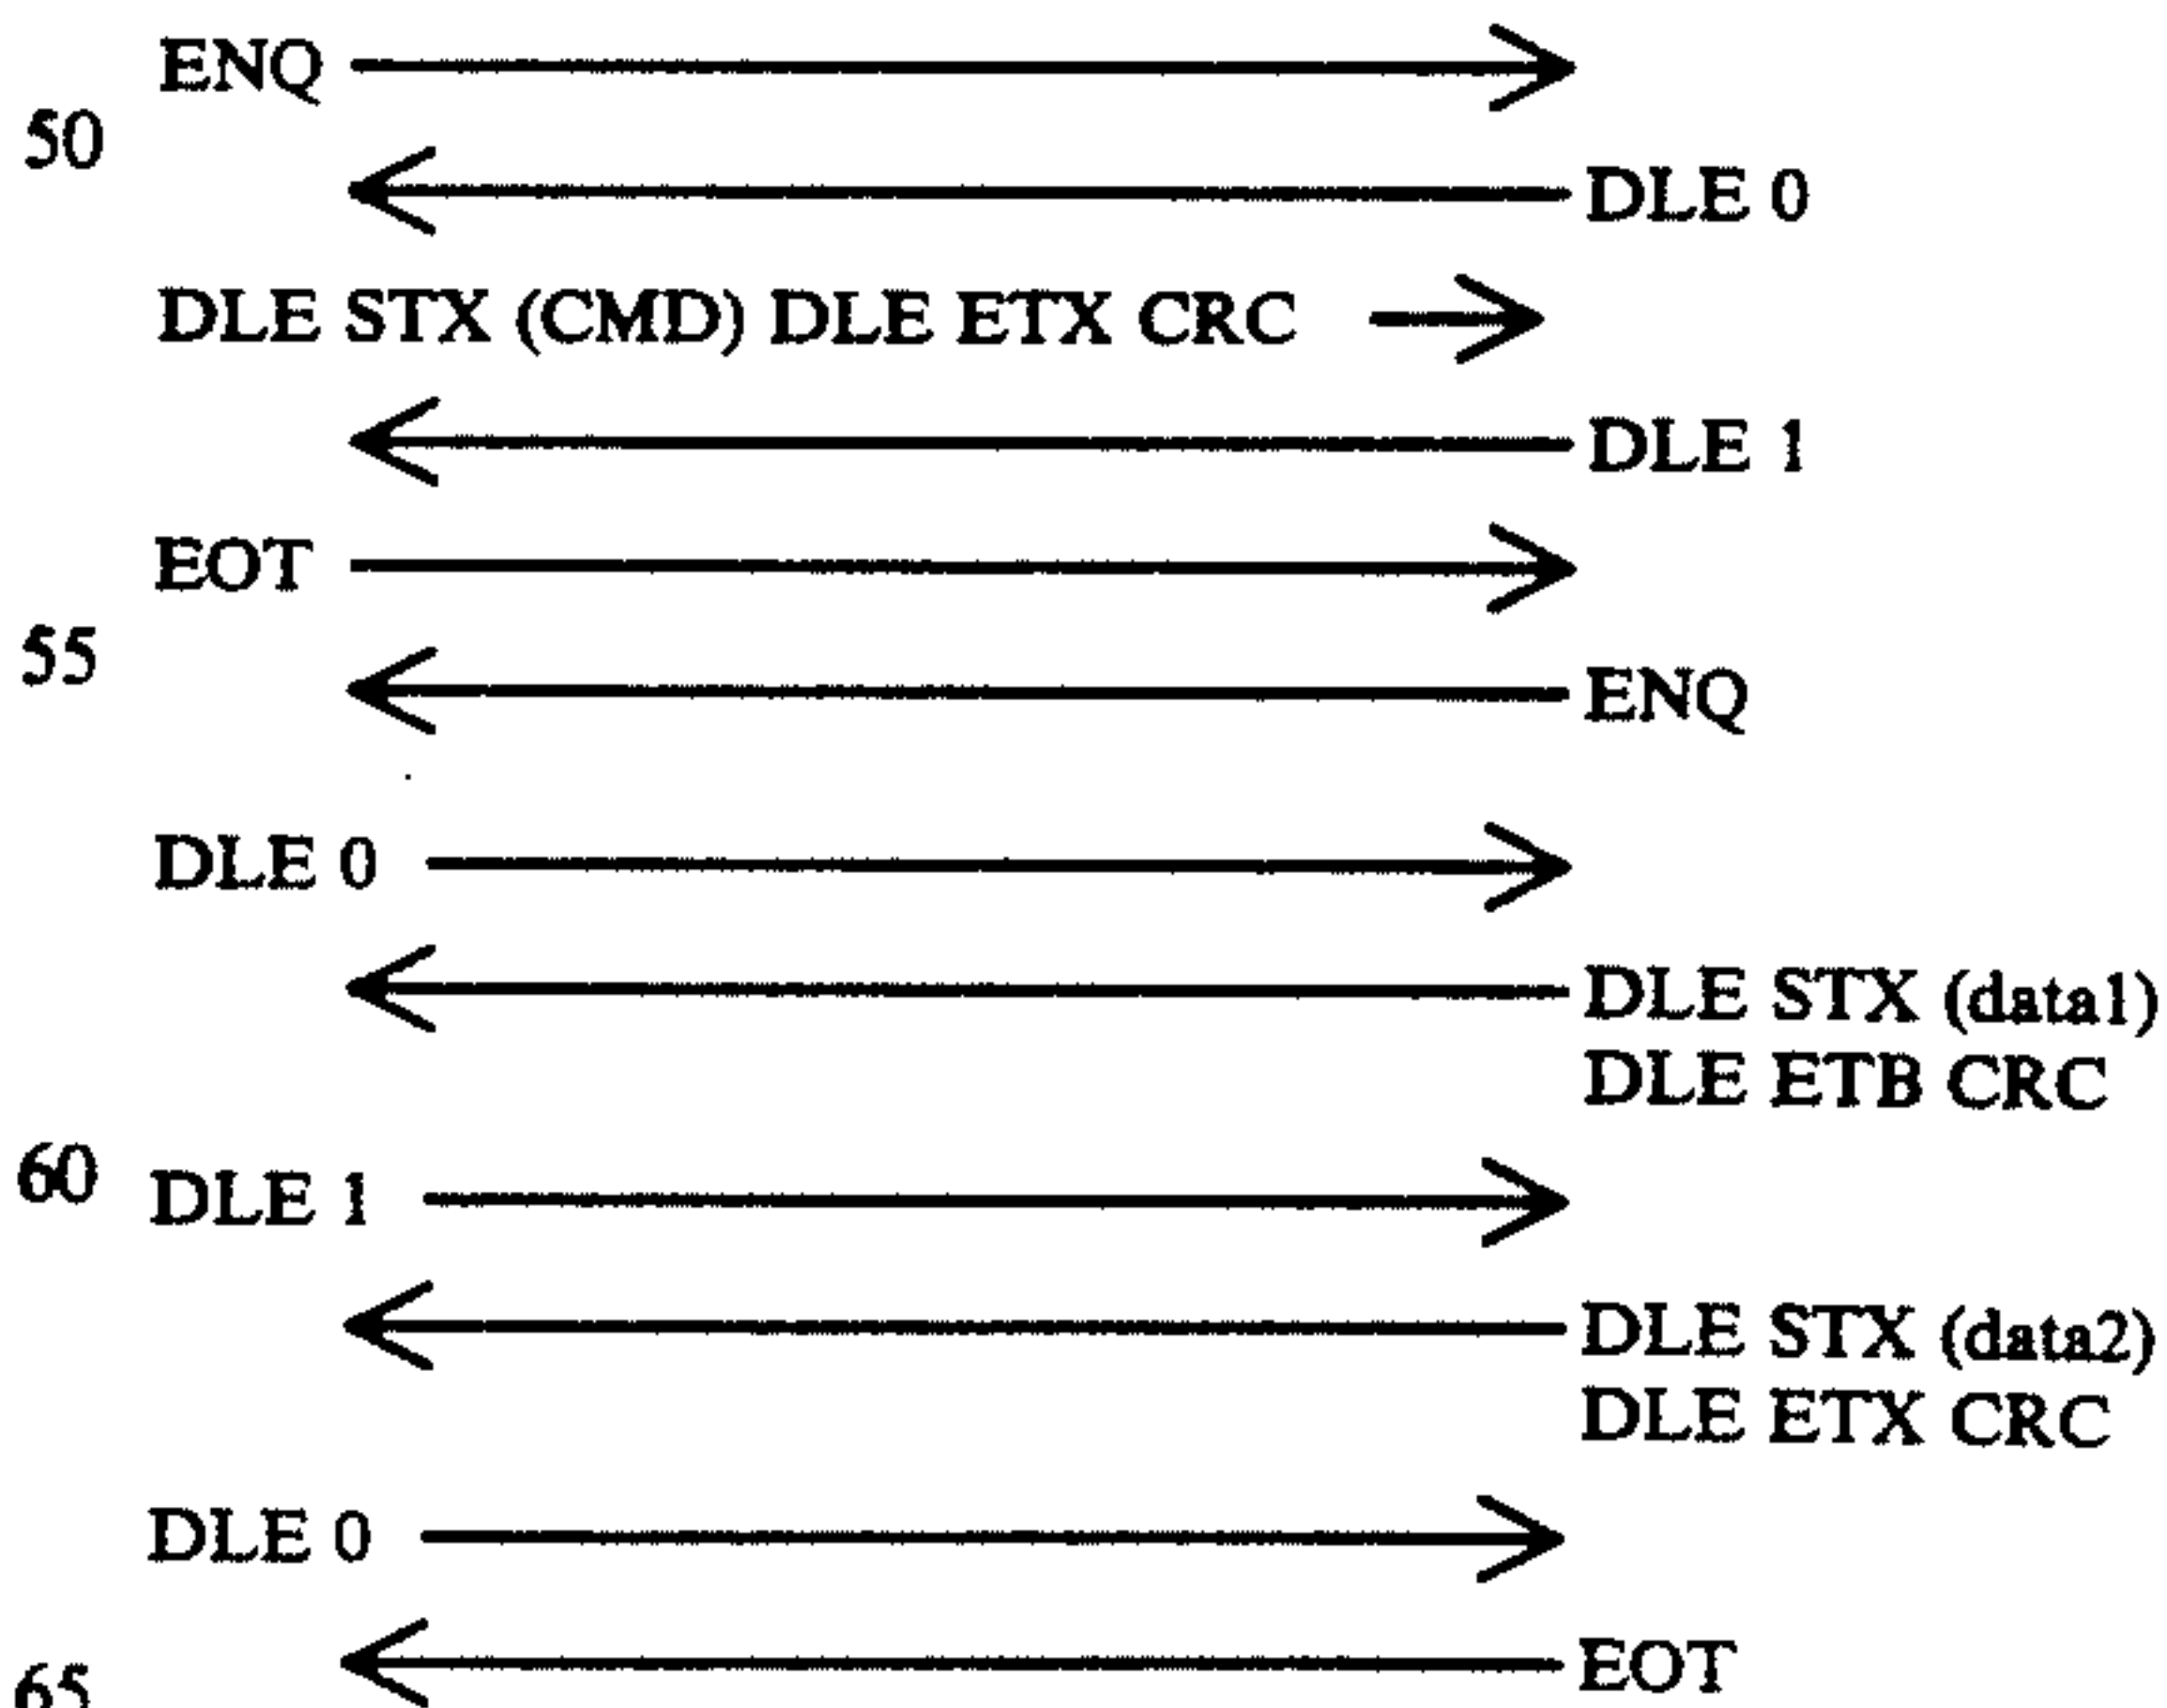 ENQ
50
DLE 0
DLE STX (CMD) DLE ETX CRC
DLE 1
EOT
55
ENQ
DLE 0
DLE STX (data1)
DLE ETB CRC
60 DLE 1
DLE STX (data2)
DLE ETX CRC
DLE 0
EOT
65